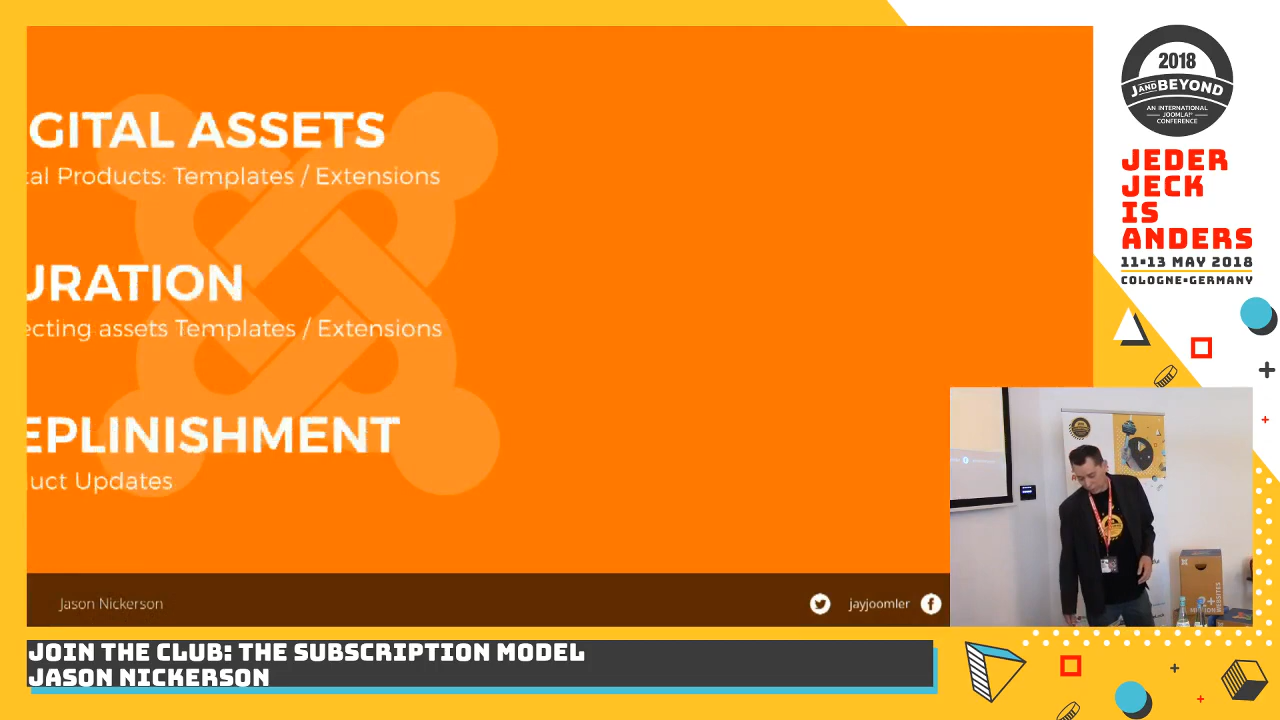 GITAL ASSETS
tal Products: Templates / Extensions
URATION
ecting assets Templates / Extensions
EPLINISHMENT
uct Updates
Jason Nickerson
jayjoomler
JOIN THE CLUB: THE SUBSCRIPTION MODEL
JASON NICKERSON
2018
J AND BEYOND
AN INTERNATIONAL
JOOMLA!®
CONFERENCE
JEDER
JECK
IS
ANDERS
11•13 MAY 2018
COLOGNE•GERMANY